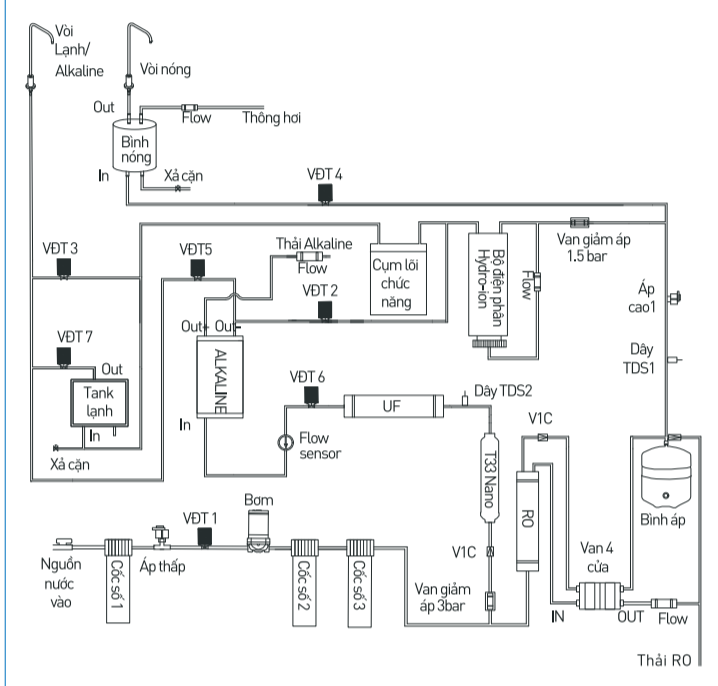 Vòi
Lạnh/
Alkaline
Vòi nóng
Out
Flow
Thông hơi
Bình
nóng
In
Xả cặn
VĐT 4
VĐT 3
VĐT5
Thải Alkaline
Flow
VĐT 2
Cụm lõi
chức
năng
Bộ điện phân
Hydro-ion
Flow
Van giảm áp
1.5 bar
Áp
cao1
Dây
TDS1
VĐT 7
Out
Tank
lạnh
In
Xả cặn
Out+
Out-
ALKALINE
In
VĐT 6
Flow
sensor
UF
Dây TDS2
T33 Nano
V1C
V1C
RO
Bình áp
Van 4
cửa
IN
OUT
Flow
Thải RO
Nguồn
nước
vào
Cốc số 1
Áp thấp
VĐT 1
Bơm
Cốc số 2
Cốc số 3
Van giảm
áp 3bar